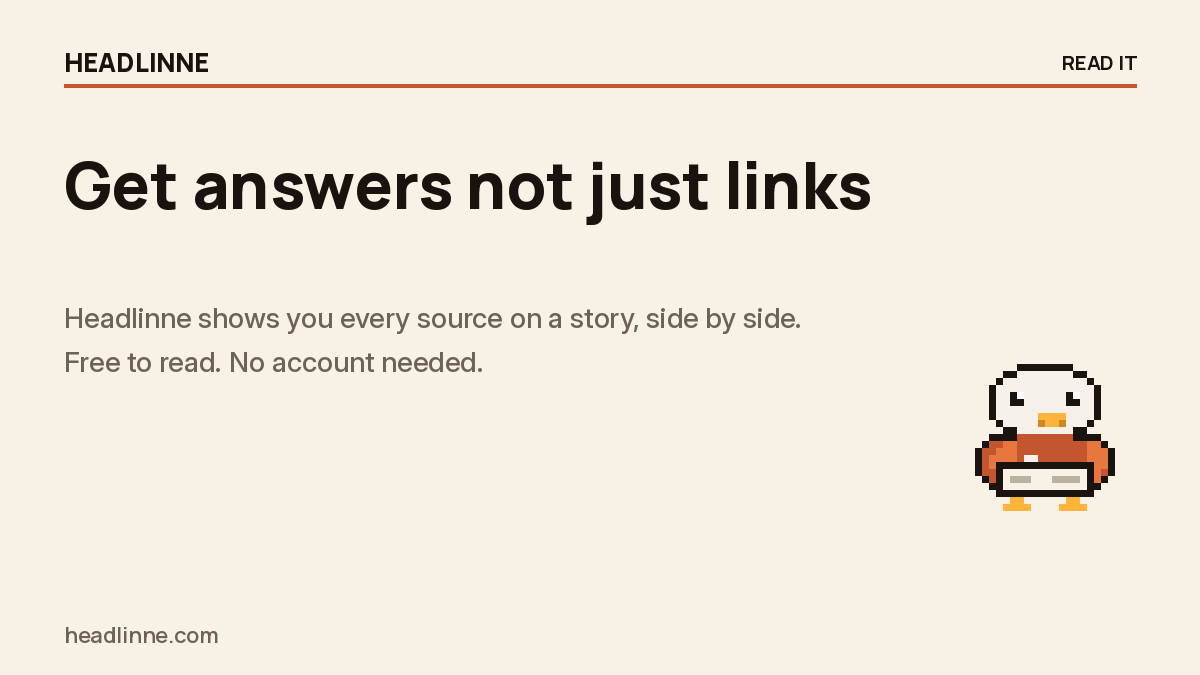 HEADLINNE
READ IT
Get answers not just links
Headlinne shows you every source on a story, side by side.
Free to read. No account needed.
headlinne.com